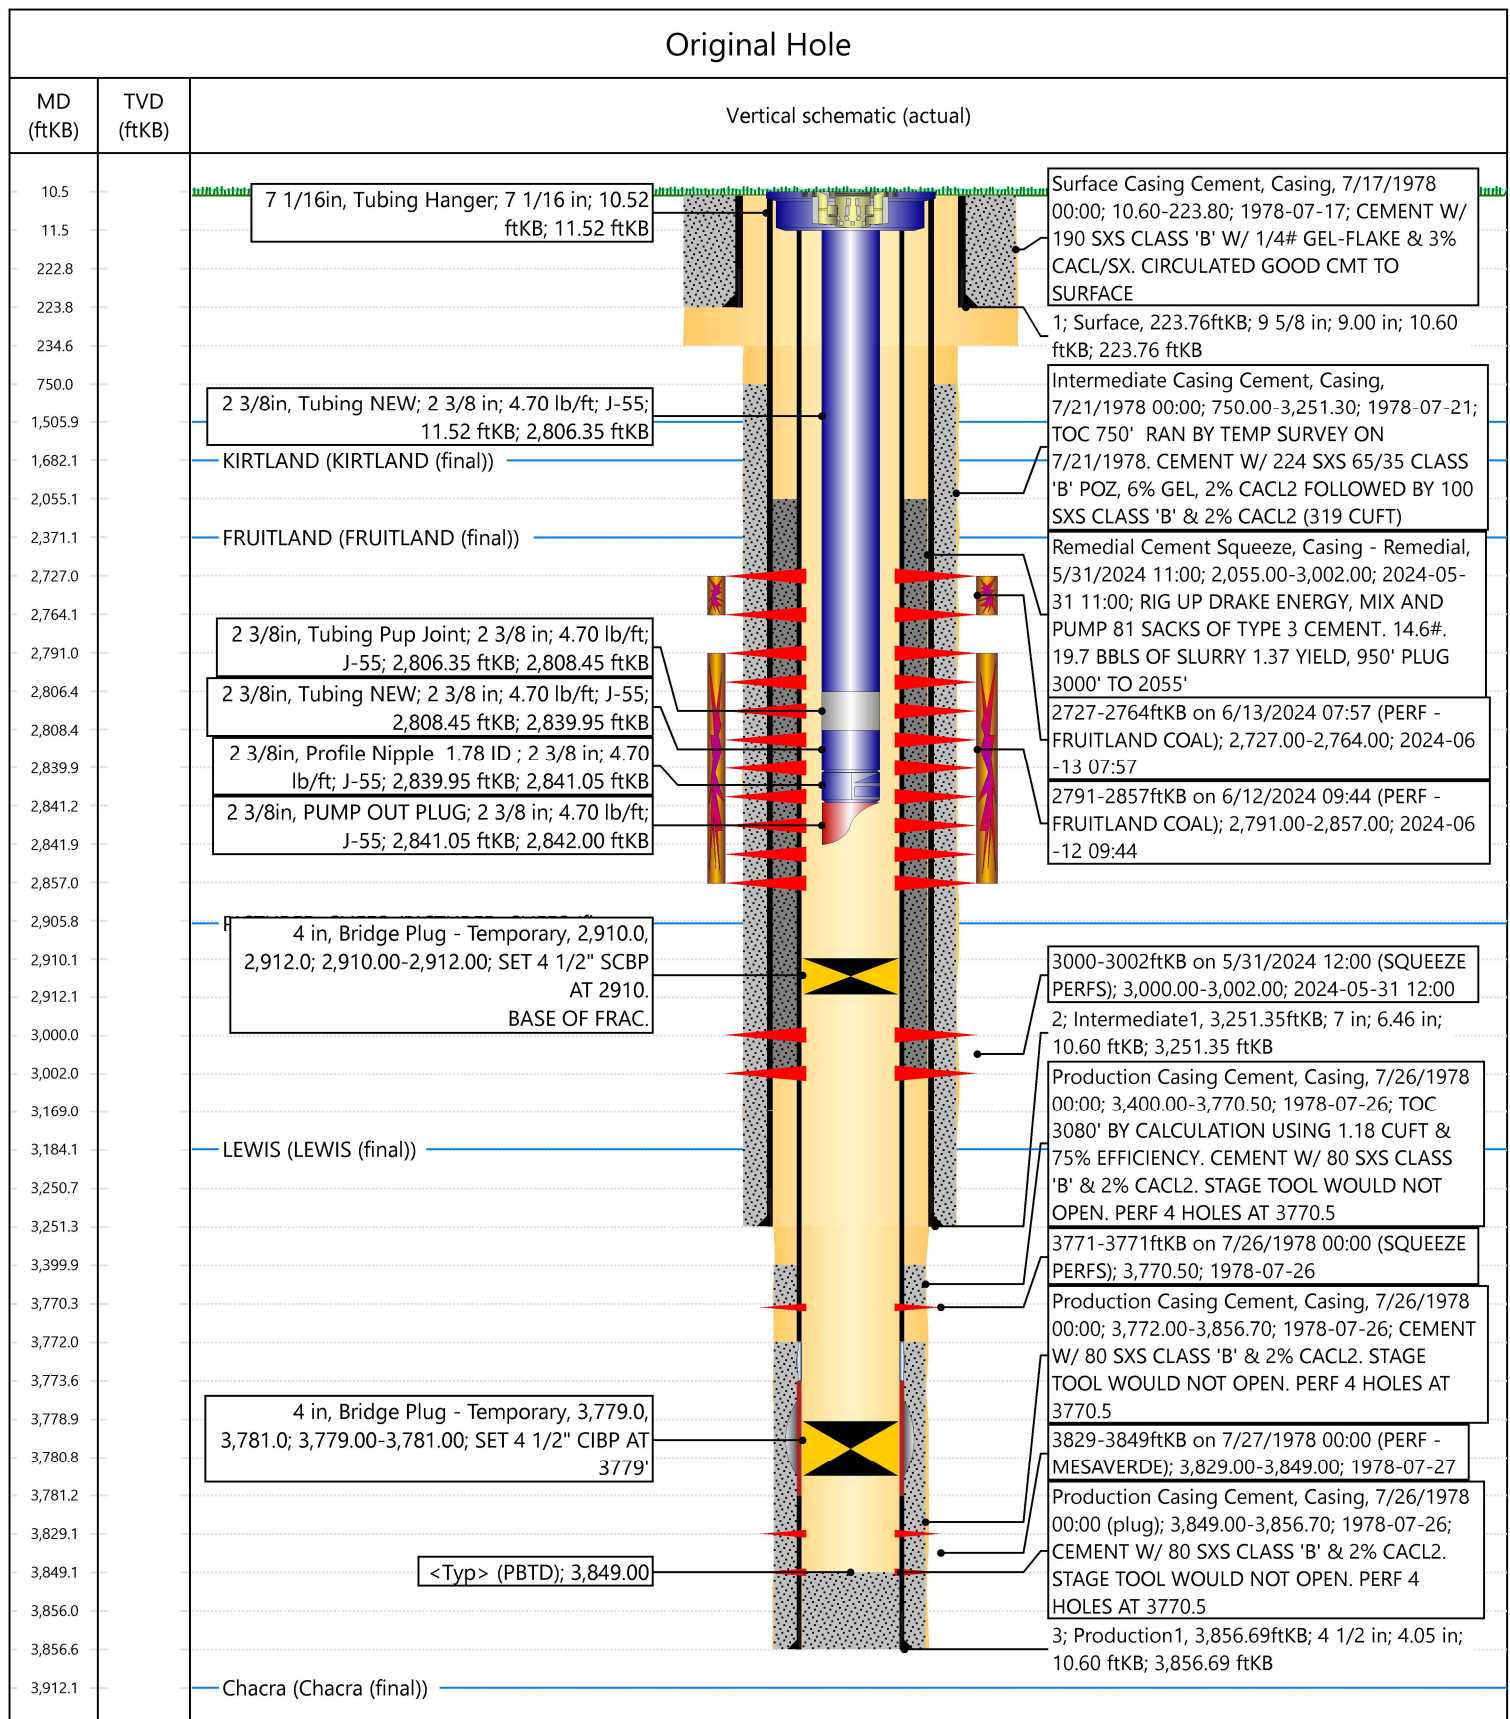 Original Hole
MD
(ftKB)
TVD
(ftKB)
Vertical schematic (actual)
10.5
11.5
222.8
223.8
234.6
750.0
1,505.9
1,682.1
2,055.1
2,371.1
2,727.0
2,764.1
2,791.0
2,806.4
2,808.4
2,839.9
2,841.2
2,841.9
2,857.0
2,905.8
2,910.1
2,912.1
3,000.0
3,002.0
3,169.0
3,184.1
3,250.7
3,251.3
3,399.9
3,770.3
3,772.0
3,773.6
3,778.9
3,780.8
3,781.2
3,829.1
3,849.1
3,856.0
3,856.6
3,912.1
7 1/16in, Tubing Hanger; 7 1/16 in; 10.52
ftKB; 11.52 ftKB
2 3/8in, Tubing NEW; 2 3/8 in; 4.70 lb/ft; J-55;
11.52 ftKB; 2,806.35 ftKB
KIRTLAND (KIRTLAND (final))
FRUITLAND (FRUITLAND (final))
2 3/8in, Tubing Pup Joint; 2 3/8 in; 4.70 lb/ft;
J-55; 2,806.35 ftKB; 2,808.45 ftKB
2 3/8in, Tubing NEW; 2 3/8 in; 4.70 lb/ft; J-55;
2,808.45 ftKB; 2,839.95 ftKB
2 3/8in, Profile Nipple 1.78 ID ; 2 3/8 in; 4.70
lb/ft; J-55; 2,839.95 ftKB; 2,841.05 ftKB
2 3/8in, PUMP OUT PLUG; 2 3/8 in; 4.70 lb/ft;
J-55; 2,841.05 ftKB; 2,842.00 ftKB
4 in, Bridge Plug - Temporary, 2,910.0,
2,912.0; 2,910.00-2,912.00; SET 4 1/2" SCBP
AT 2910.
BASE OF FRAC.
LEWIS (LEWIS (final))
4 in, Bridge Plug - Temporary, 3,779.0,
3,781.0; 3,779.00-3,781.00; SET 4 1/2" CIBP AT
3779'
<Typ> (PBTD); 3,849.00
Chacra (Chacra (final))
Surface Casing Cement, Casing, 7/17/1978
00:00; 10.60-223.80; 1978-07-17; CEMENT W/
190 SXS CLASS 'B' W/ 1/4# GEL-FLAKE & 3%
CACL/SX. CIRCULATED GOOD CMT TO
SURFACE
1; Surface, 223.76ftKB; 9 5/8 in; 9.00 in; 10.60
ftKB; 223.76 ftKB
Intermediate Casing Cement, Casing,
7/21/1978 00:00; 750.00-3,251.30; 1978-07-21;
TOC 750' RAN BY TEMP SURVEY ON
7/21/1978. CEMENT W/ 224 SXS 65/35 CLASS
'B' POZ, 6% GEL, 2% CACL2 FOLLOWED BY 100
SXS CLASS 'B' & 2% CACL2 (319 CUFT)
Remedial Cement Squeeze, Casing - Remedial,
5/31/2024 11:00; 2,055.00-3,002.00; 2024-05-
31 11:00; RIG UP DRAKE ENERGY, MIX AND
PUMP 81 SACKS OF TYPE 3 CEMENT. 14.6#.
19.7 BBLS OF SLURRY 1.37 YIELD, 950' PLUG
3000' TO 2055'
2727-2764ftKB on 6/13/2024 07:57 (PERF -
FRUITLAND COAL); 2,727.00-2,764.00; 2024-06
-13 07:57
2791-2857ftKB on 6/12/2024 09:44 (PERF -
FRUITLAND COAL); 2,791.00-2,857.00; 2024-06
-12 09:44
3000-3002ftKB on 5/31/2024 12:00 (SQUEEZE
PERFS); 3,000.00-3,002.00; 2024-05-31 12:00
2; Intermediate1, 3,251.35ftKB; 7 in; 6.46 in;
10.60 ftKB; 3,251.35 ftKB
Production Casing Cement, Casing, 7/26/1978
00:00; 3,400.00-3,770.50; 1978-07-26; TOC
3080' BY CALCULATION USING 1.18 CUFT &
75% EFFICIENCY. CEMENT W/ 80 SXS CLASS
'B' & 2% CACL2. STAGE TOOL WOULD NOT
OPEN. PERF 4 HOLES AT 3770.5
3771-3771ftKB on 7/26/1978 00:00 (SQUEEZE
PERFS); 3,770.50; 1978-07-26
Production Casing Cement, Casing, 7/26/1978
00:00; 3,772.00-3,856.70; 1978-07-26; CEMENT
W/ 80 SXS CLASS 'B' & 2% CACL2. STAGE
TOOL WOULD NOT OPEN. PERF 4 HOLES AT
3770.5
3829-3849ftKB on 7/27/1978 00:00 (PERF -
MESAVERDE); 3,829.00-3,849.00; 1978-07-27
Production Casing Cement, Casing, 7/26/1978
00:00 (plug); 3,849.00-3,856.70; 1978-07-26;
CEMENT W/ 80 SXS CLASS 'B' & 2% CACL2.
STAGE TOOL WOULD NOT OPEN. PERF 4
HOLES AT 3770.5
3; Production1, 3,856.69ftKB; 4 1/2 in; 4.05 in;
10.60 ftKB; 3,856.69 ftKB